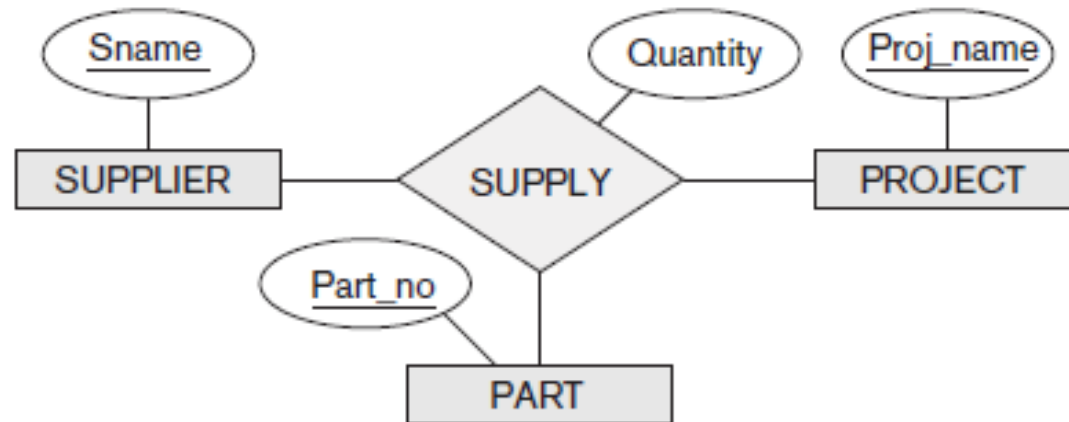 Sname
Quantity
Proj_name
SUPPLIER
SUPPLY
PROJECT
Part_no
PART